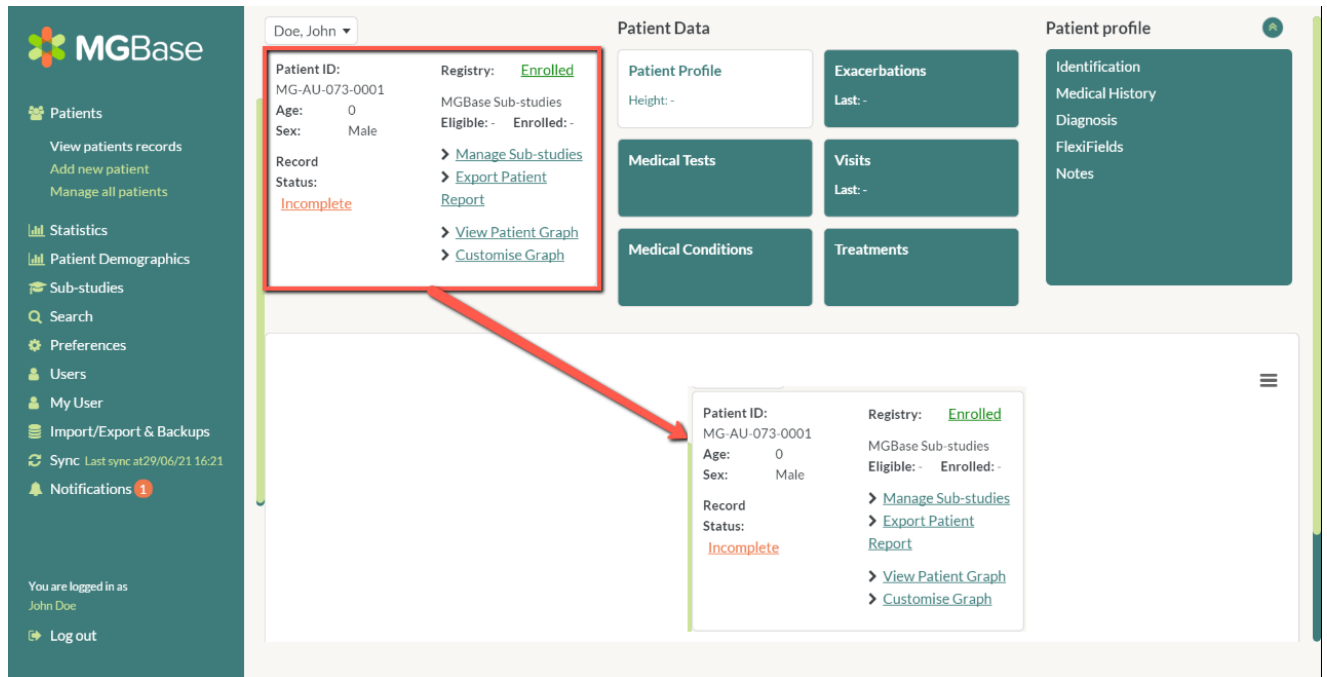 MGBase
Patients
View patients records
Add new patient
Manage all patients
Statistics
Patient Demographics
Sub-studies
Search
Preferences
Users
My User
Import/Export & Backups
Sync Last sync at29/06/21 16:21
Notifications 1
You are logged in as
John Doe
Log out
Doe, John
Patient ID:
MG-AU-073-0001
Age: 0
Sex: Male
Record
Status:
Incomplete
Registry: Enrolled
MGBase Sub-studies
Eligible: - Enrolled: -
Manage Sub-studies
Export Patient
Report
View Patient Graph
Customise Graph
Patient Data
Patient Profile
Height: -
Exacerbations
Last: -
Medical Tests
Visits
Last: -
Medical Conditions
Treatments
Patient profile
Identification
Medical History
Diagnosis
FlexiFields
Notes
Patient ID:
MG-AU-073-0001
Age: 0
Sex: Male
Record
Status:
Incomplete
Registry: Enrolled
MGBase Sub-studies
Eligible: - Enrolled: -
Manage Sub-studies
Export Patient
Report
View Patient Graph
Customise Graph